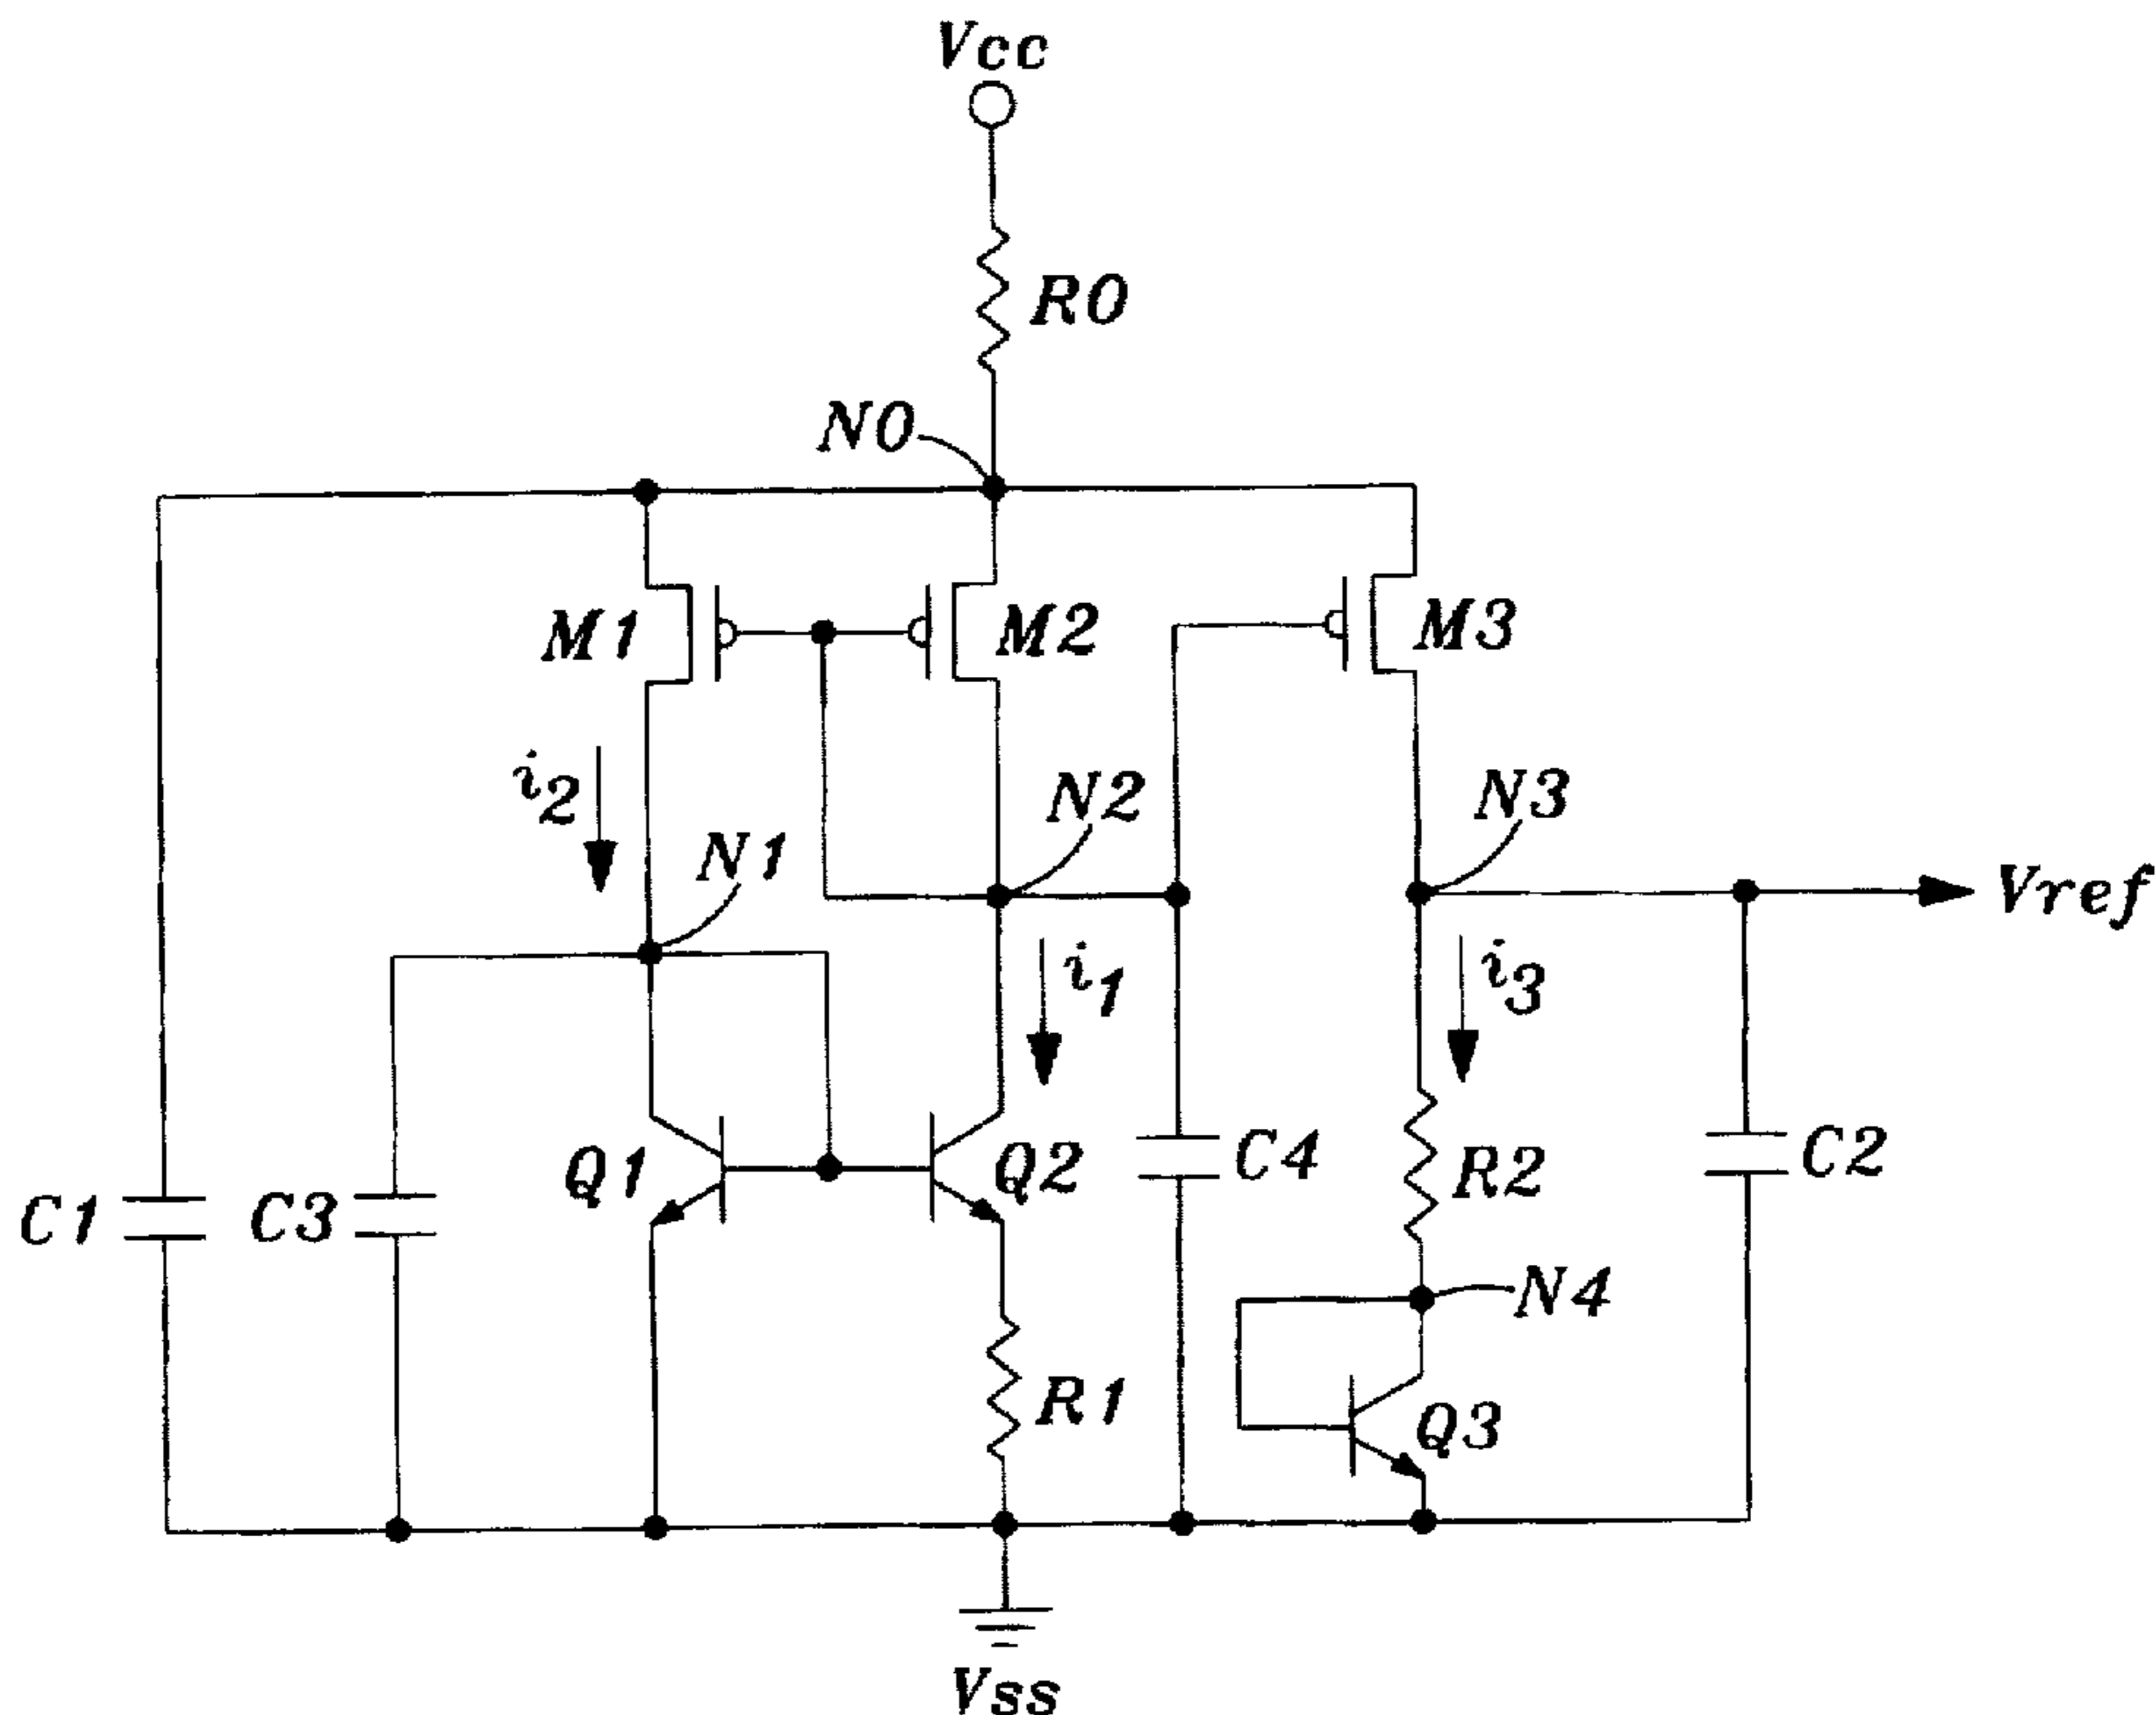 Vcc
R0
N0
M1
M2
M3
i2
N1
N2
N3
Vref
i1
i3
Q1
Q2
C4
R2
C2
C1
C3
N4
R1
Q3
Vss